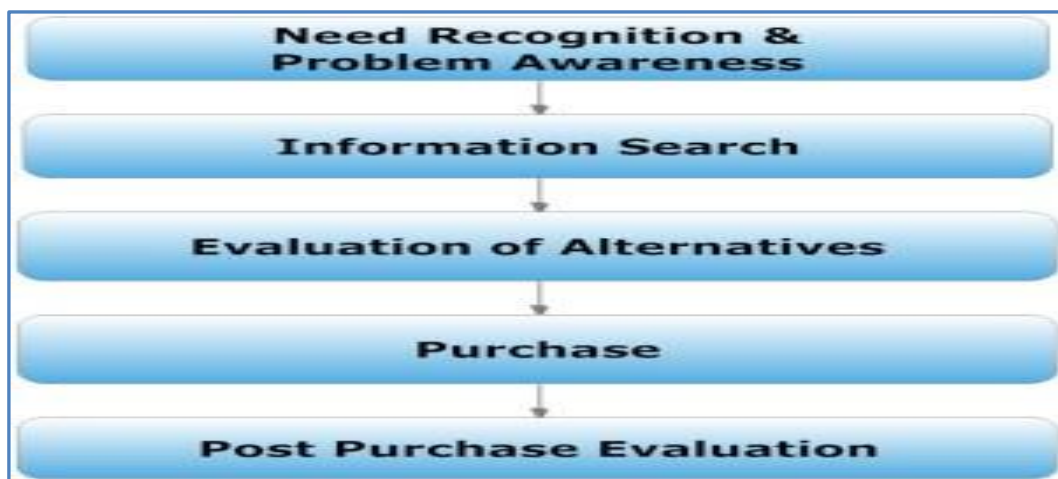 Need Recognition &
Problem Awareness
Information Search
Evaluation of Alternatives
Purchase
Post Purchase Evaluation